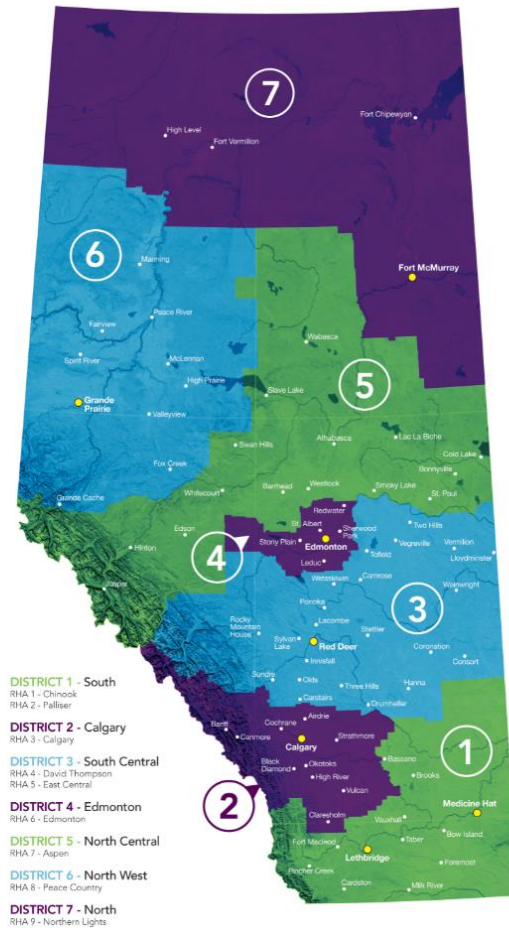 7
High Level
Fort Vermilion
Fort Chipewyan
6
Manning
Fort McMurray
Peace River
Fairview
Wabasca
Spirit River
McLennan
High Prairie
5
Slave Lake
Grande
Prairie
Valleyview
Swan Hills
Athabasca
Lac La Biche
Cold Lake
Fox Creek
Bonnyville
Whitecourt
Barrhead
Westlock
Smoky Lake
St. Paul
Grande Cache
Redwater
Edson
St. Albert
Sherwood
Park
Two Hills
Stony Plain
Edmonton
Vegreville
Vermilion
Hinton
4
Leduc
Tofield
Lloydminster
Jasper
Wetaskiwin
Camrose
Wainwright
Ponoka
3
Rocky
Mountain
House
Lacombe
Sylvan
Lake
Red Deer
Stettler
Coronation
Consort
Innisfail
Sundre
Olds
Three Hills
Hanna
Carstairs
Drumheller
DISTRICT 1 - South
RHA 1 - Chinook
RHA 2 - Palliser
DISTRICT 2 - Calgary
RHA 3 - Calgary
DISTRICT 3 - South Central
RHA 4 - David Thompson
RHA 5 - East Central
DISTRICT 4 - Edmonton
RHA 6 - Edmonton
DISTRICT 5 - North Central
RHA 7 - Aspen
DISTRICT 6 - North West
RHA 8 - Peace Country
DISTRICT 7 - North
RHA 9 - Northern Lights
Banff
Canmore
Cochrane
Airdrie
Calgary
Strathmore
1
Black
Diamond
Okotoks
High River
Bassano
Brooks
2
Vulcan
Medicine Hat
Claresholm
Vauxhall
Bow Island
Fort Macleod
Taber
Lethbridge
Foremost
Pincher Creek
Cardston
Milk River